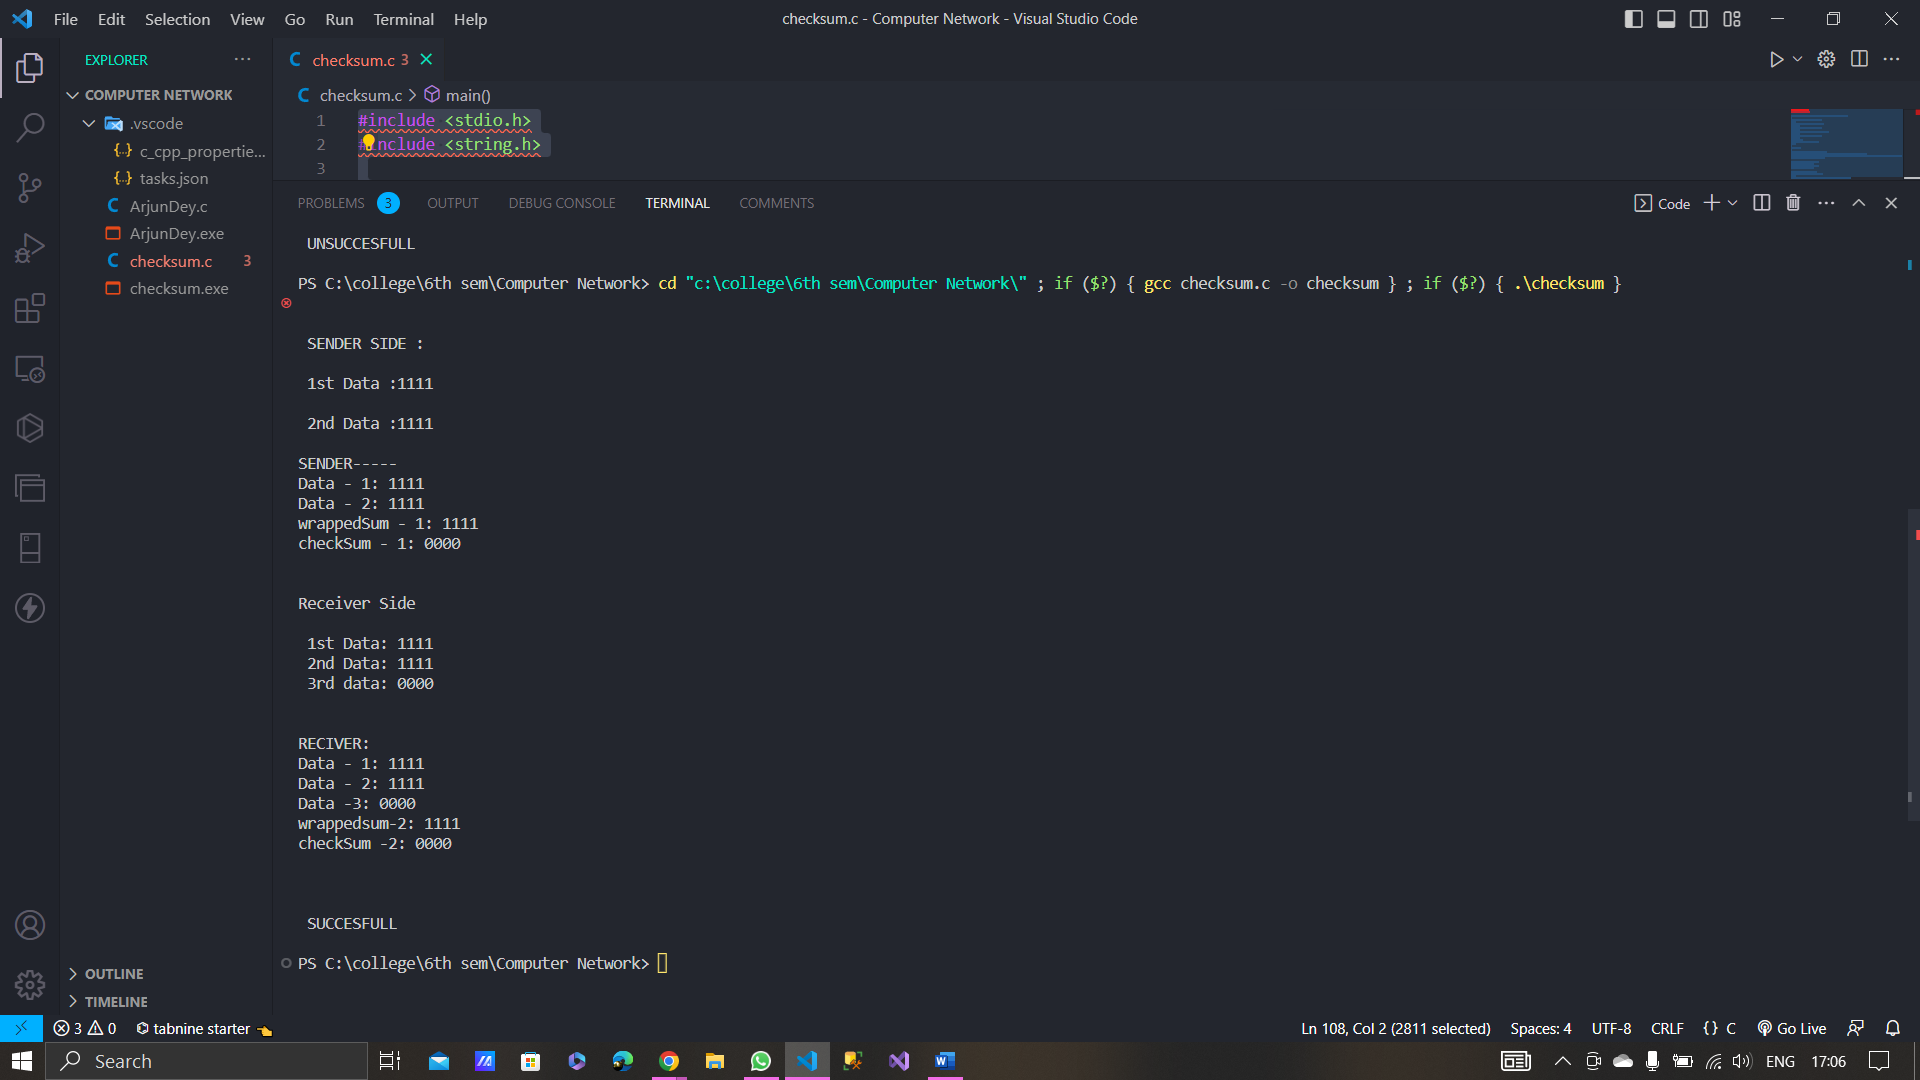 File Edit Selection View Go Run Terminal Help
checksum.c - Computer Network - Visual Studio Code
EXPLORER
COMPUTER NETWORK
.vscode
c_cpp_propertie...
tasks.json
ArjunDey.c
ArjunDey.exe
checksum.c 3
checksum.exe
OUTLINE
TIMELINE
checksum.c 3
checksum.c > main()
1 #include <stdio.h>
2 #include <string.h>
3
PROBLEMS 3 OUTPUT DEBUG CONSOLE TERMINAL COMMENTS
Code
UNSUCCESFULL
PS C:\college\6th sem\Computer Network> cd "c:\college\6th sem\Computer Network\" ; if ($?) { gcc checksum.c -o checksum } ; if ($?) { .\checksum }
SENDER SIDE :
1st Data :1111
2nd Data :1111
SENDER-----
Data - 1: 1111
Data - 2: 1111
wrappedSum - 1: 1111
checkSum - 1: 0000
Receiver Side
1st Data: 1111
2nd Data: 1111
3rd data: 0000
RECIVER:
Data - 1: 1111
Data - 2: 1111
Data -3: 0000
wrappedsum-2: 1111
checkSum -2: 0000
SUCCESFULL
PS C:\college\6th sem\Computer Network>
3 0 tabnine starter
Ln 108, Col 2 (2811 selected) Spaces: 4 UTF-8 CRLF {} C Go Live
Search
ENG 17:06